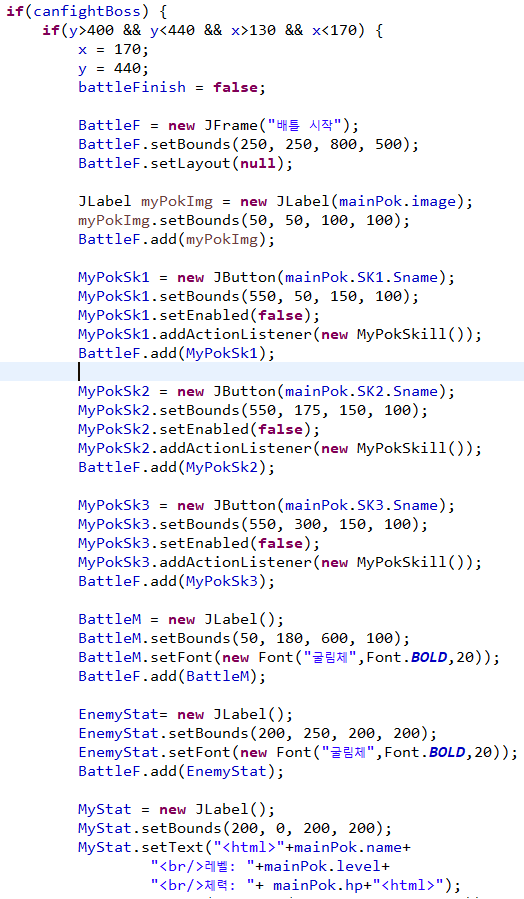 if(canfightBoss) {
if(y>400 && y<440 && x>130 && x<170) {
x = 170;
y = 440;
battleFinish = false;
BattleF = new JFrame("배틀 시작");
BattleF.setBounds(250, 250, 800, 500);
BattleF.setLayout(null);
JLabel myPokImg = new JLabel(mainPok.image);
myPokImg.setBounds(50, 50, 100, 100);
BattleF.add(myPokImg);
MyPokSk1 = new JButton(mainPok.SK1.Sname);
MyPokSk1.setBounds(550, 50, 150, 100);
MyPokSk1.setEnabled(false);
MyPokSk1.addActionListener(new MyPokSkill());
BattleF.add(MyPokSk1);
MyPokSk2 = new JButton(mainPok.SK2.Sname);
MyPokSk2.setBounds(550, 175, 150, 100);
MyPokSk2.setEnabled(false);
MyPokSk2.addActionListener(new MyPokSkill());
BattleF.add(MyPokSk2);
MyPokSk3 = new JButton(mainPok.SK3.Sname);
MyPokSk3.setBounds(550, 300, 150, 100);
MyPokSk3.setEnabled(false);
MyPokSk3.addActionListener(new MyPokSkill());
BattleF.add(MyPokSk3);
BattleM = new JLabel();
BattleM.setBounds(50, 180, 600, 100);
BattleM.setFont(new Font("굴림체",Font.BOLD,20));
BattleF.add(BattleM);
EnemyStat= new JLabel();
EnemyStat.setBounds(200, 250, 200, 200);
EnemyStat.setFont(new Font("굴림체",Font.BOLD,20));
BattleF.add(EnemyStat);
MyStat = new JLabel();
MyStat.setBounds(200, 0, 200, 200);
MyStat.setText("<html>"+mainPok.name+
"<br/>레벨: "+mainPok.level+
"<br/>체력: "+ mainPok.hp+"<html>");